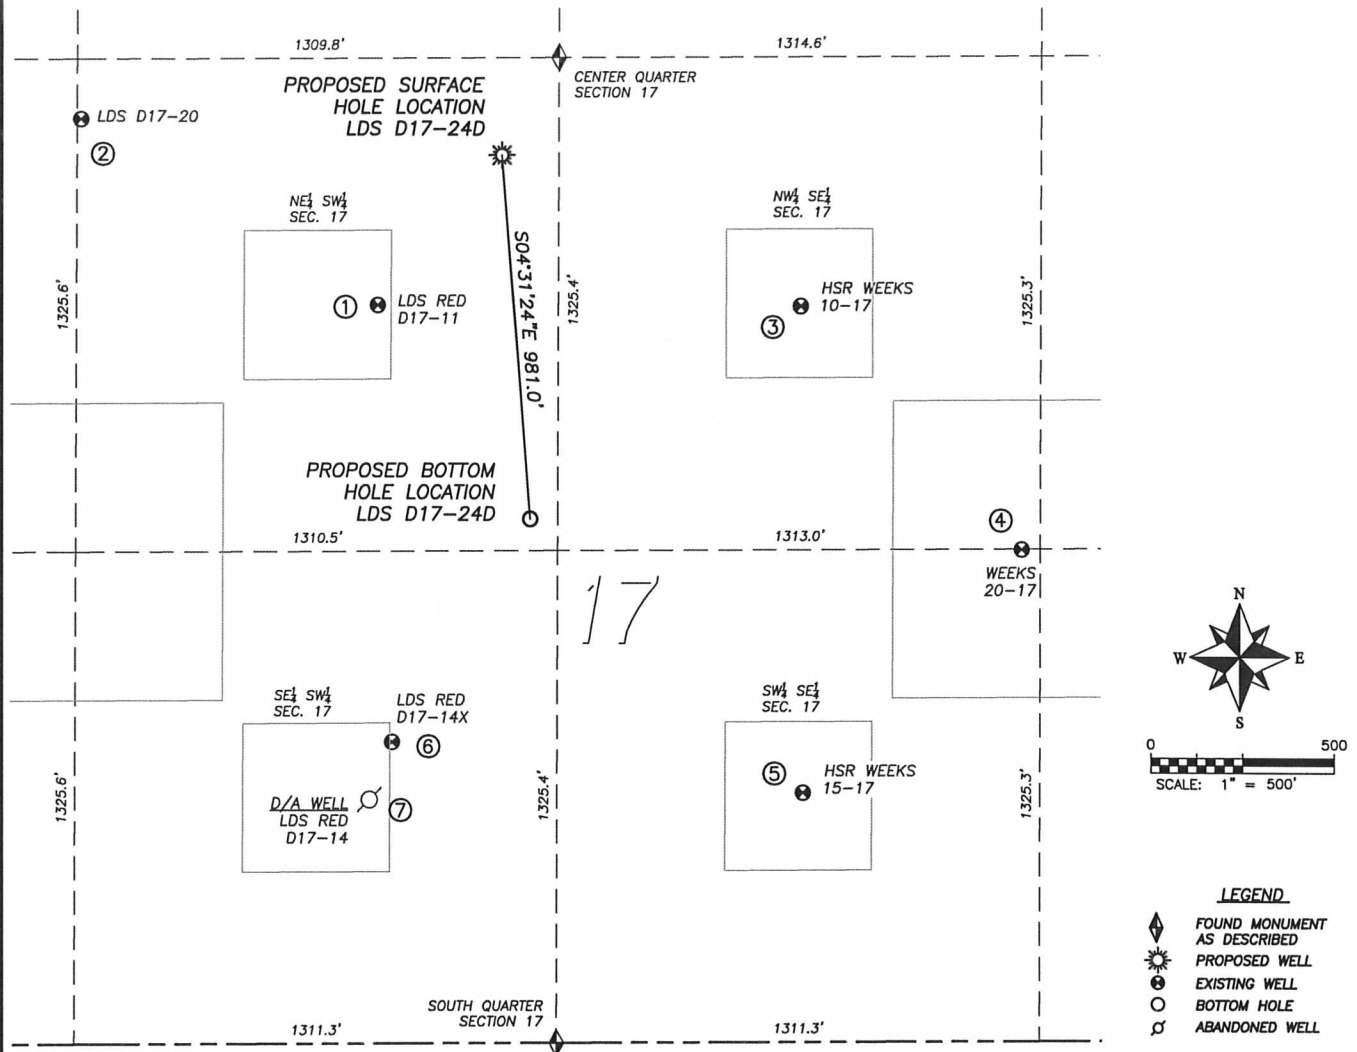 1309.8'
1314.6'
CENTER QUARTER
SECTION 17
PROPOSED SURFACE
HOLE LOCATION
LDS D17-24D
LDS D17-20
②
NE¼ SW¼
SEC. 17
NW¼ SE¼
SEC. 17
1325.6'
①
LDS RED
D17-11
S04°31'24"E 981.0'
1325.4'
HSR WEEKS
10-17
③
1325.3'
PROPOSED BOTTOM
HOLE LOCATION
LDS D17-24D
1310.5'
1313.0'
④
WEEKS
20-17
17
N
W
E
S
SE¼ SW¼
SEC. 17
LDS RED
D17-14X
⑥
SW¼ SE¼
SEC. 17
1325.6'
D/A WELL
LDS RED
D17-14
⑦
1325.4'
⑤
HSR WEEKS
15-17
1325.3'
0
500
SCALE: 1" = 500'
SOUTH QUARTER
SECTION 17
1311.3'
1311.3'
LEGEND
FOUND MONUMENT
AS DESCRIBED
PROPOSED WELL
EXISTING WELL
BOTTOM HOLE
ABANDONED WELL